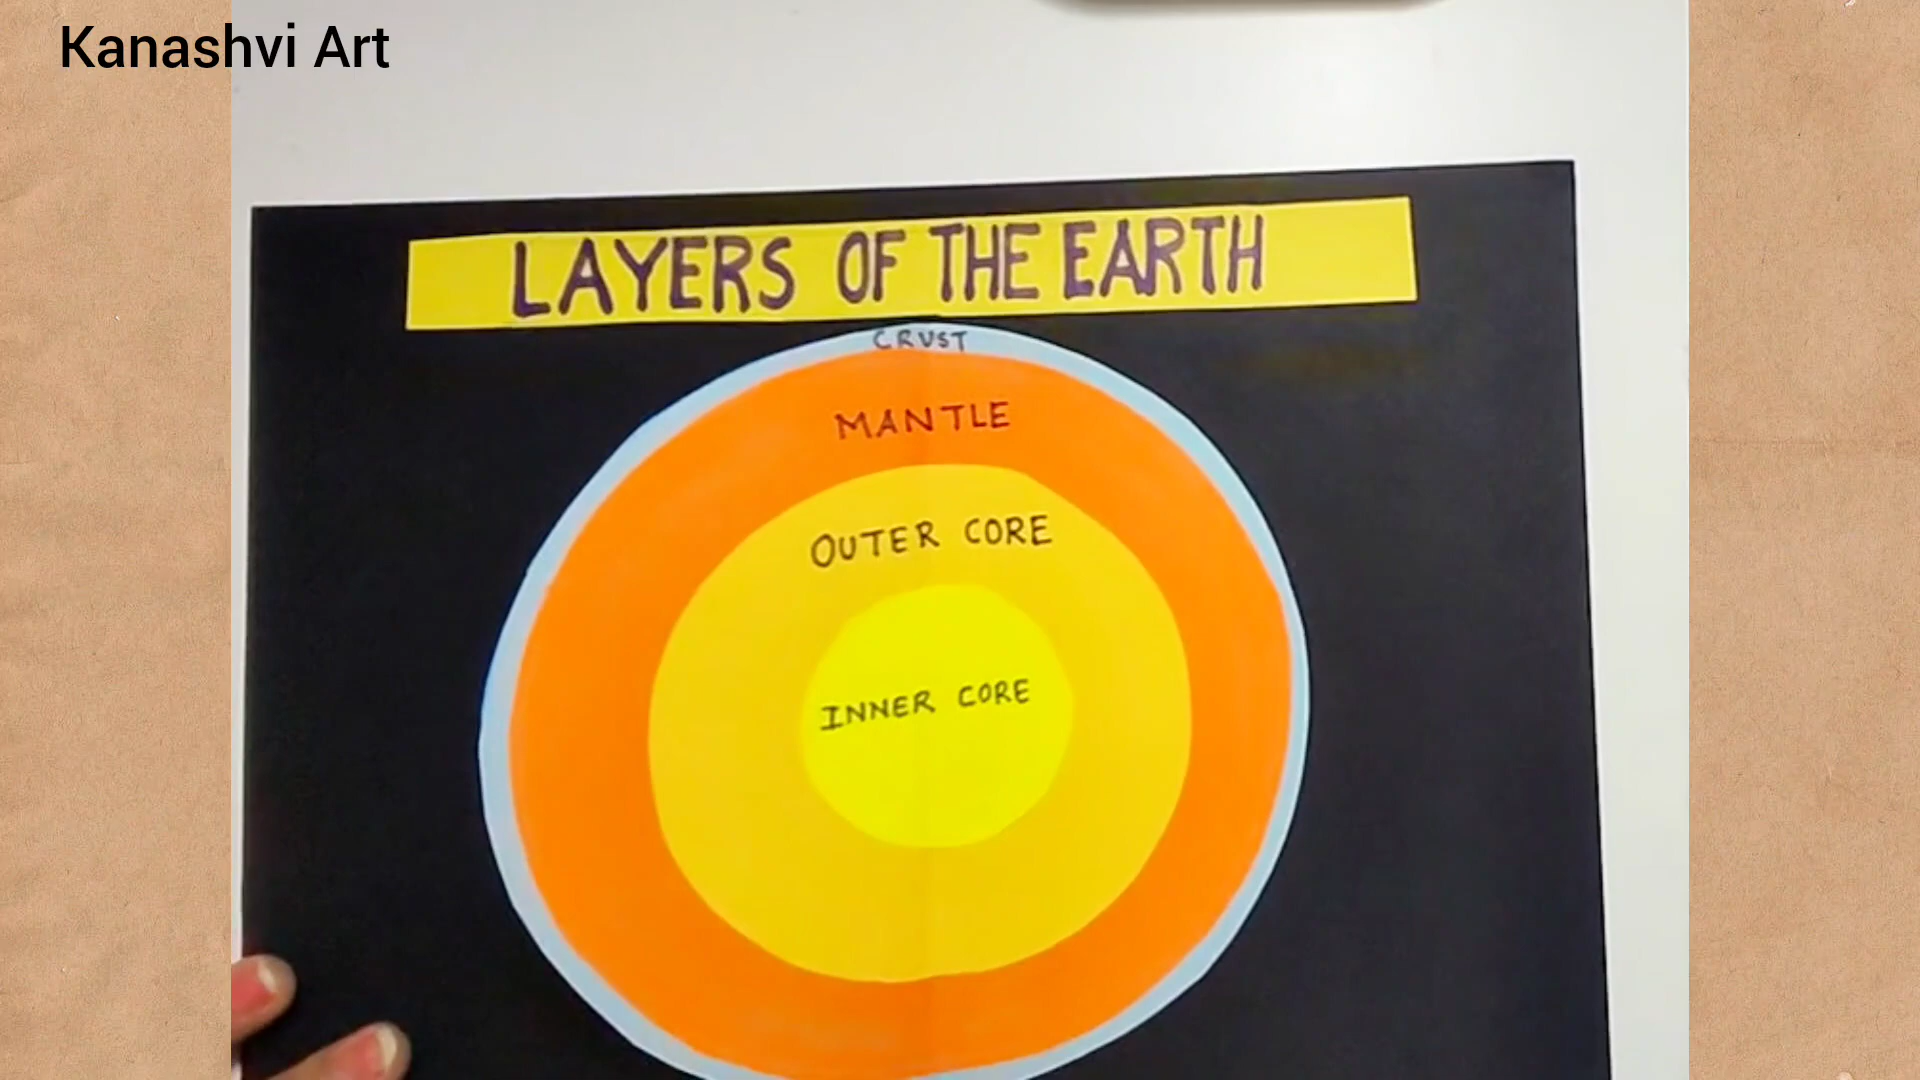 Kanashvi Art
LAYERS OF THE EARTH
CRUST
MANTLE
OUTER CORE
INNER CORE